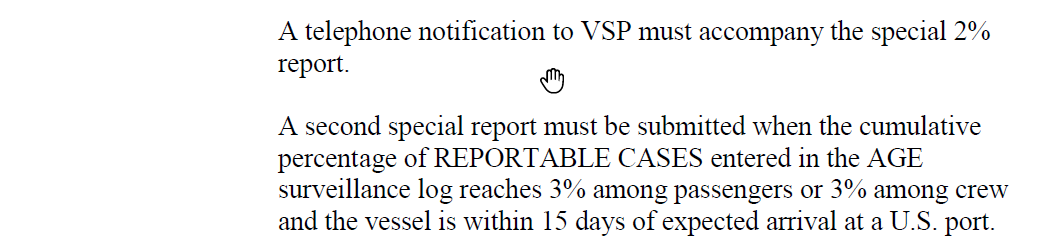 A telephone notification to VSP must accompany the special 2%
report.
A second special report must be submitted when the cumulative
percentage of REPORTABLE CASES entered in the AGE
surveillance log reaches 3% among passengers or 3% among crew
and the vessel is within 15 days of expected arrival at a U.S. port.